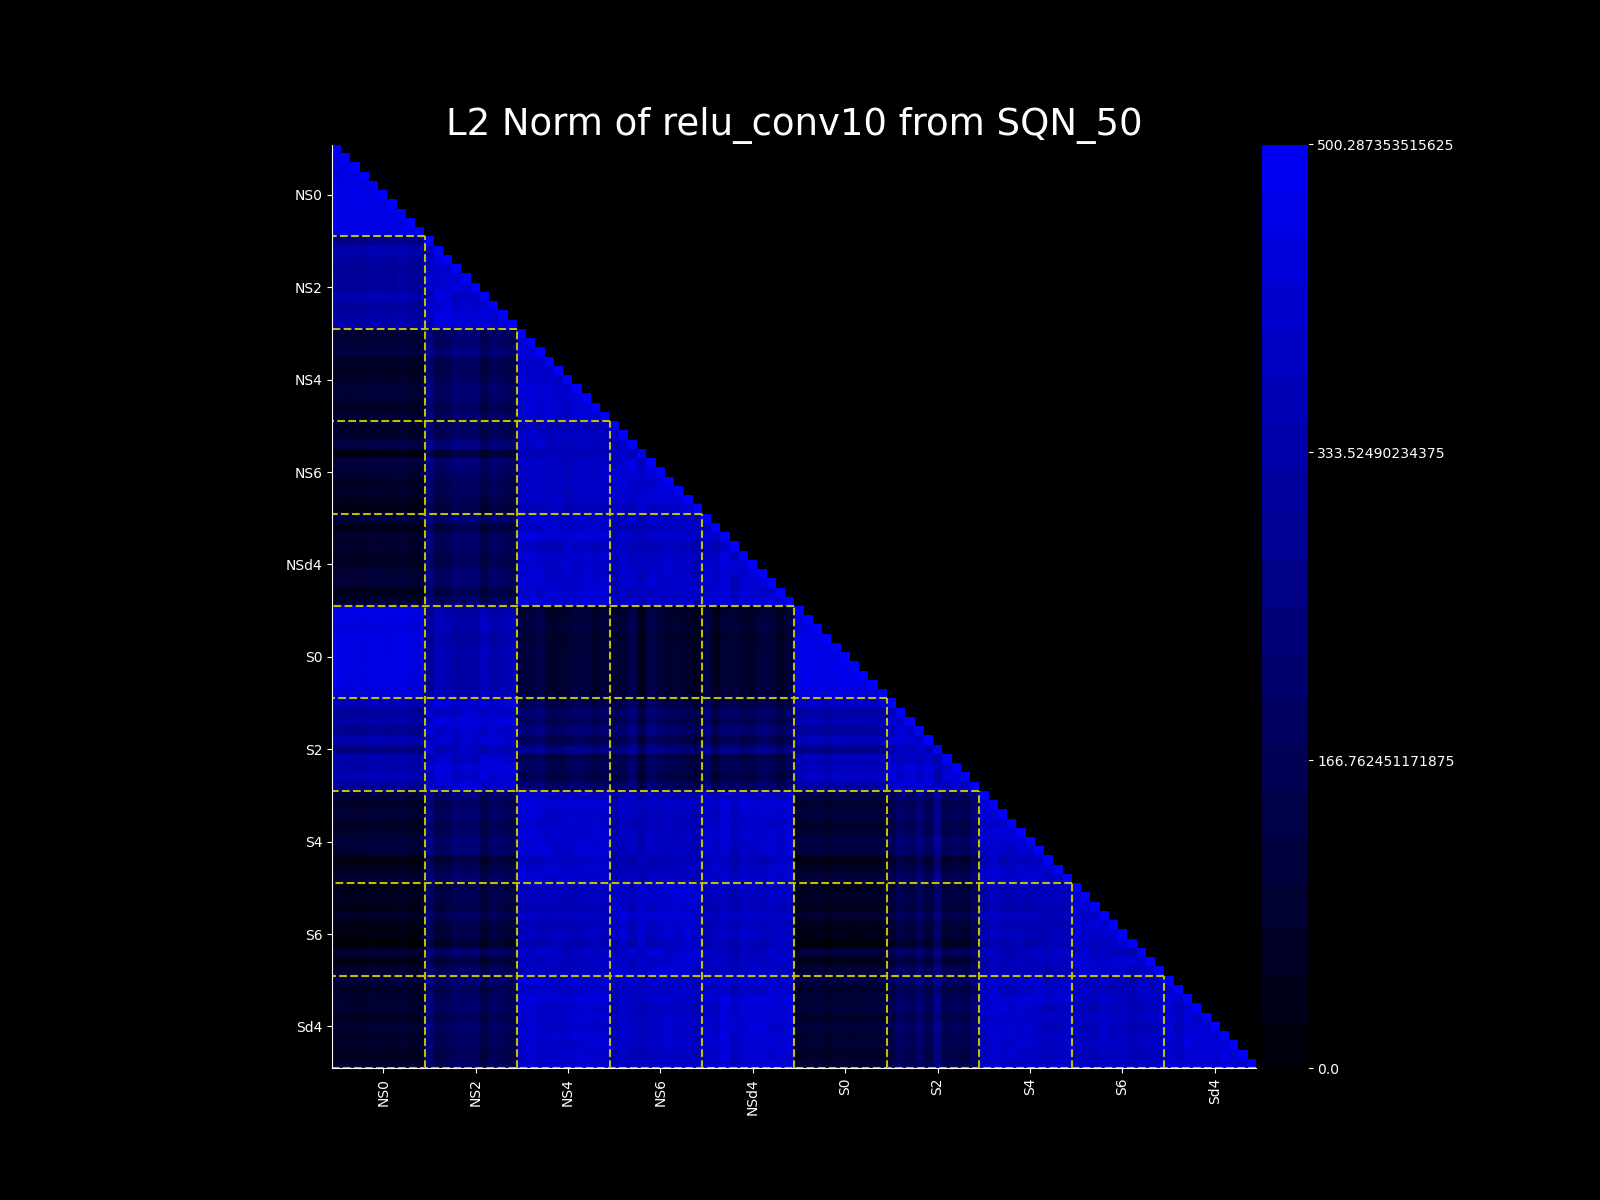 L2 Norm of relu_conv10 from SQN_50
500.287353515625
333.52490234375
166.762451171875
0.0
NS0
NS2
NS4
NS6
NSd4
S0
S2
S4
S6
Sd4
NS0
NS2
NS4
NS6
NSd4
S0
S2
S4
S6
Sd4